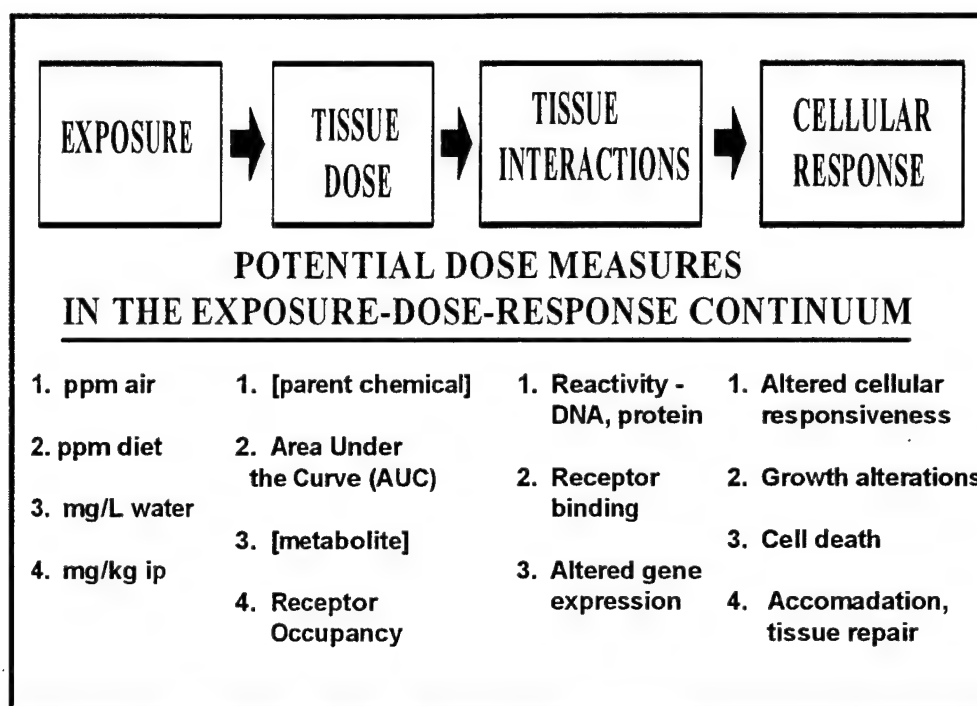 EXPOSURE
TISSUE
DOSE
TISSUE
INTERACTIONS
CELLULAR
RESPONSE
POTENTIAL DOSE MEASURES
IN THE EXPOSURE-DOSE-RESPONSE CONTINUUM
1. ppm air
2. ppm diet
3. mg/L water
4. mg/kg ip
1. [parent chemical]
2. Area Under
the Curve (AUC)
3. [metabolite]
4. Receptor
Occupancy
1. Reactivity -
DNA, protein
2. Receptor
binding
3. Altered gene
expression
1. Altered cellular
responsiveness
2. Growth alterations
3. Cell death
4. Accomadation,
tissue repair